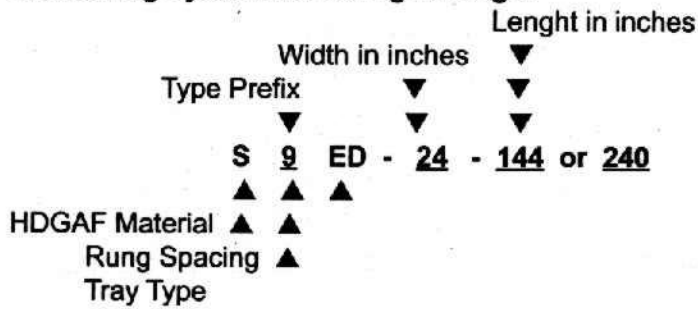 Lenght in inches
Width in inches
Type Prefix
S 9 ED - 24 - 144 or 240
HDGAF Material
Rung Spacing
Tray Type